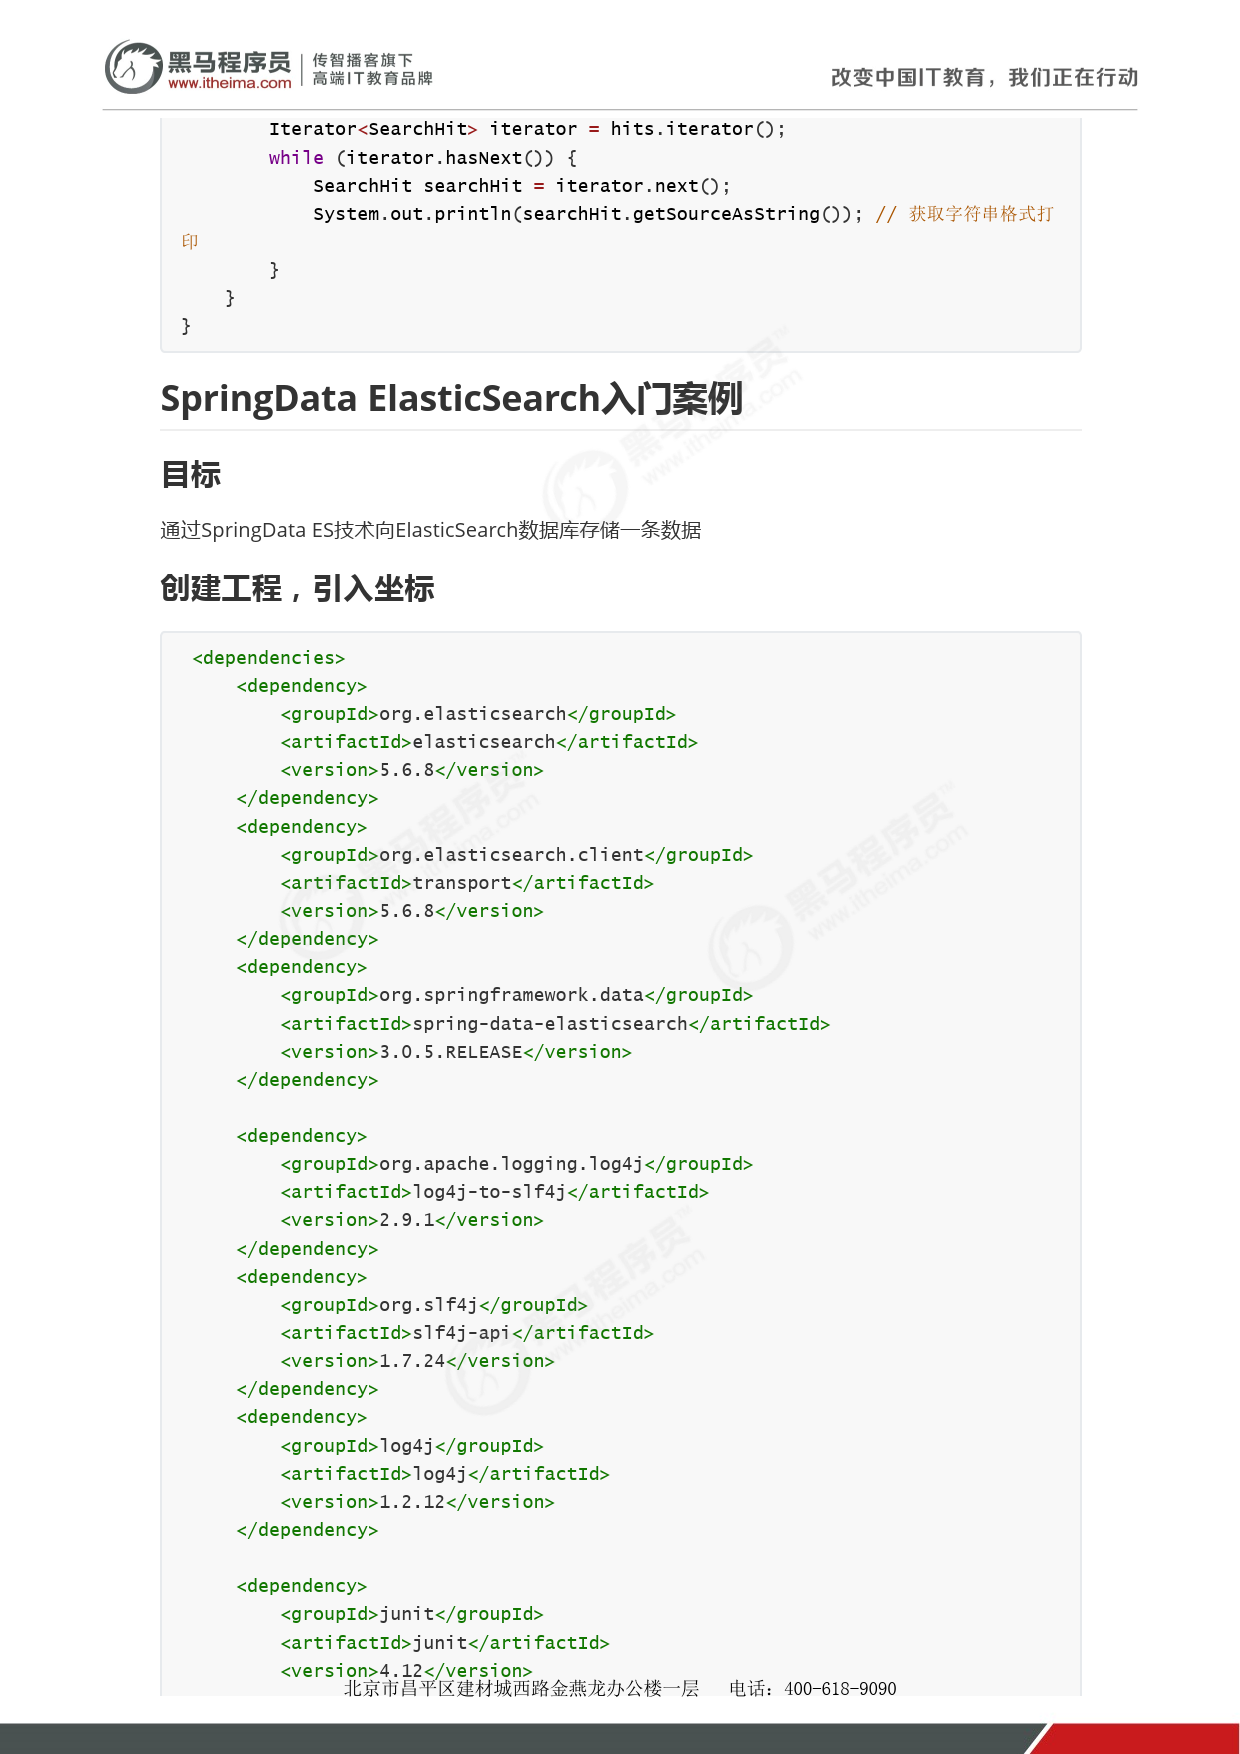 黑马程序员
www.itheima.com
传智播客旗下
高端IT教育品牌
改变中国IT教育，我们正在行动
        Iterator<SearchHit> iterator = hits.iterator();
        while (iterator.hasNext()) {
            SearchHit searchHit = iterator.next();
            System.out.println(searchHit.getSourceAsString()); // 获取字符串格式打
印
        }
    }
}
SpringData ElasticSearch入门案例
目标
通过SpringData ES技术向ElasticSearch数据库存储一条数据
创建工程，引入坐标
 <dependencies>
     <dependency>
         <groupId>org.elasticsearch</groupId>
         <artifactId>elasticsearch</artifactId>
         <version>5.6.8</version>
     </dependency>
     <dependency>
         <groupId>org.elasticsearch.client</groupId>
         <artifactId>transport</artifactId>
         <version>5.6.8</version>
     </dependency>
     <dependency>
         <groupId>org.springframework.data</groupId>
         <artifactId>spring-data-elasticsearch</artifactId>
         <version>3.0.5.RELEASE</version>
     </dependency>

     <dependency>
         <groupId>org.apache.logging.log4j</groupId>
         <artifactId>log4j-to-slf4j</artifactId>
         <version>2.9.1</version>
     </dependency>
     <dependency>
         <groupId>org.slf4j</groupId>
         <artifactId>slf4j-api</artifactId>
         <version>1.7.24</version>
     </dependency>
     <dependency>
         <groupId>log4j</groupId>
         <artifactId>log4j</artifactId>
         <version>1.2.12</version>
     </dependency>

     <dependency>
         <groupId>junit</groupId>
         <artifactId>junit</artifactId>
         <version>4.12</version>
北京市昌平区建材城西路金燕龙办公楼一层 电话：400-618-9090